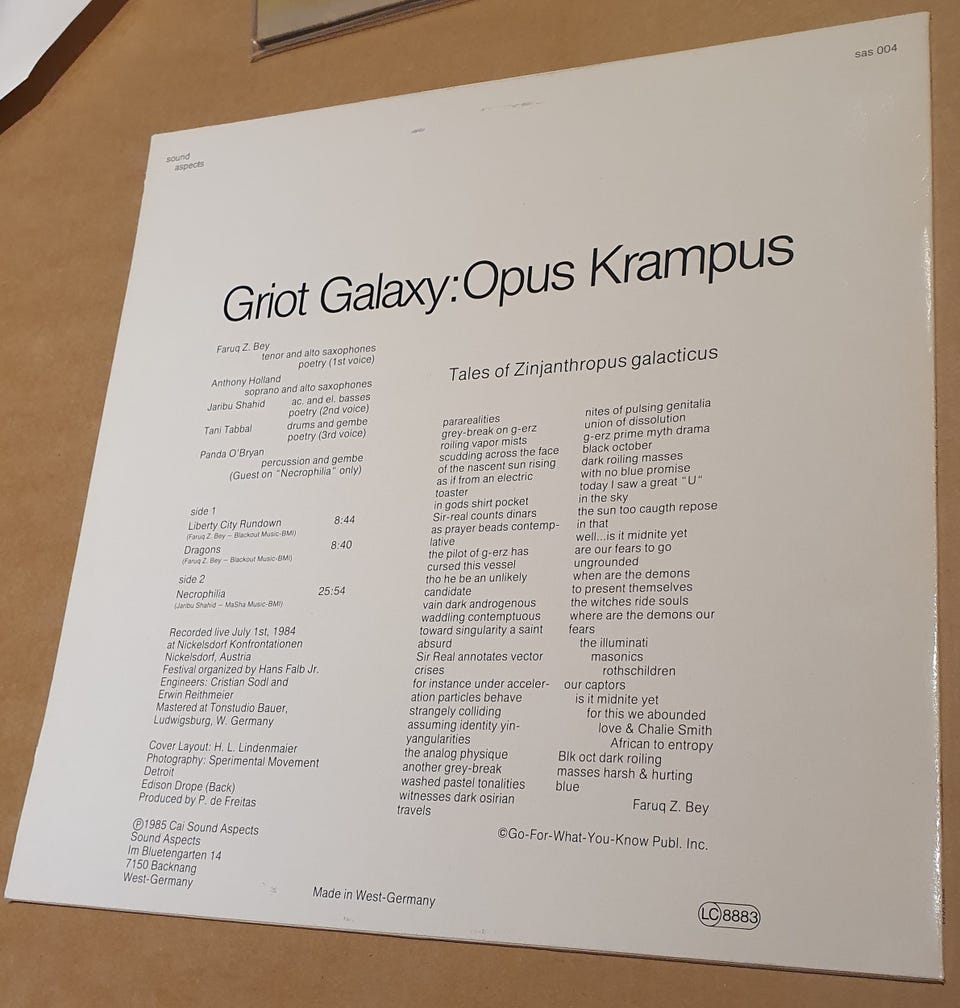 sas 004
sound
aspects
Griot Galaxy:Opus Krampus
Faruq Z. Bey
tenor and alto saxophones
poetry (1st voice)
Anthony Holland
soprano and alto saxophones
Jaribu Shahid ac. and el. basses
poetry (2nd voice)
Tani Tabbal drums and gembe
poetry (3rd voice)
Panda O'Bryan
percussion and gembe
(Guest on "Necrophilia" only)
side 1
Liberty City Rundown 8:44
(Faruq Z. Bey – Blackout Music-BMI)
Dragons 8:40
(Faruq Z. Bey – Blackout Music-BMI)
side 2
Necrophilia 25:54
(Jaribu Shahid – MaSha Music-BMI)
Recorded live July 1st, 1984
at Nickelsdorf Konfrontationen
Nickelsdorf, Austria
Festival organized by Hans Falb Jr.
Engineers: Cristian Sodl and
Erwin Reithmeier
Mastered at Tonstudio Bauer,
Ludwigsburg, W. Germany
Cover Layout: H. L. Lindenmaier
Photography: Sperimental Movement
Detroit
Edison Drope (Back)
Produced by P. de Freitas
Ⓟ1985 Cai Sound Aspects
Sound Aspects
Im Bluetengarten 14
7150 Backnang
West-Germany
Tales of Zinjanthropus galacticus
pararealities
grey-break on g-erz
roiling vapor mists
scudding across the face
of the nascent sun rising
as if from an electric
toaster
in gods shirt pocket
Sir-real counts dinars
as prayer beads contemp-
lative
the pilot of g-erz has
cursed this vessel
tho he be an unlikely
candidate
vain dark androgenous
waddling contemptuous
toward singularity a saint
absurd
Sir Real annotates vector
crises
for instance under acceler-
ation particles behave
strangely colliding
assuming identity yin-
yangularities
the analog physique
another grey-break
washed pastel tonalities
witnesses dark osirian
travels
nites of pulsing genitalia
union of dissolution
g-erz prime myth drama
black october
dark roiling masses
with no blue promise
today I saw a great "U"
in the sky
the sun too caugth repose
in that
well...is it midnite yet
are our fears to go
ungrounded
when are the demons
to present themselves
the witches ride souls
where are the demons our
fears
the illuminati
masonics
rothschildren
our captors
is it midnite yet
for this we abounded
love & Chalie Smith
African to entropy
Blk oct dark roiling
masses harsh & hurting
blue
Faruq Z. Bey
©Go-For-What-You-Know Publ. Inc.
Made in West-Germany
LC 8883